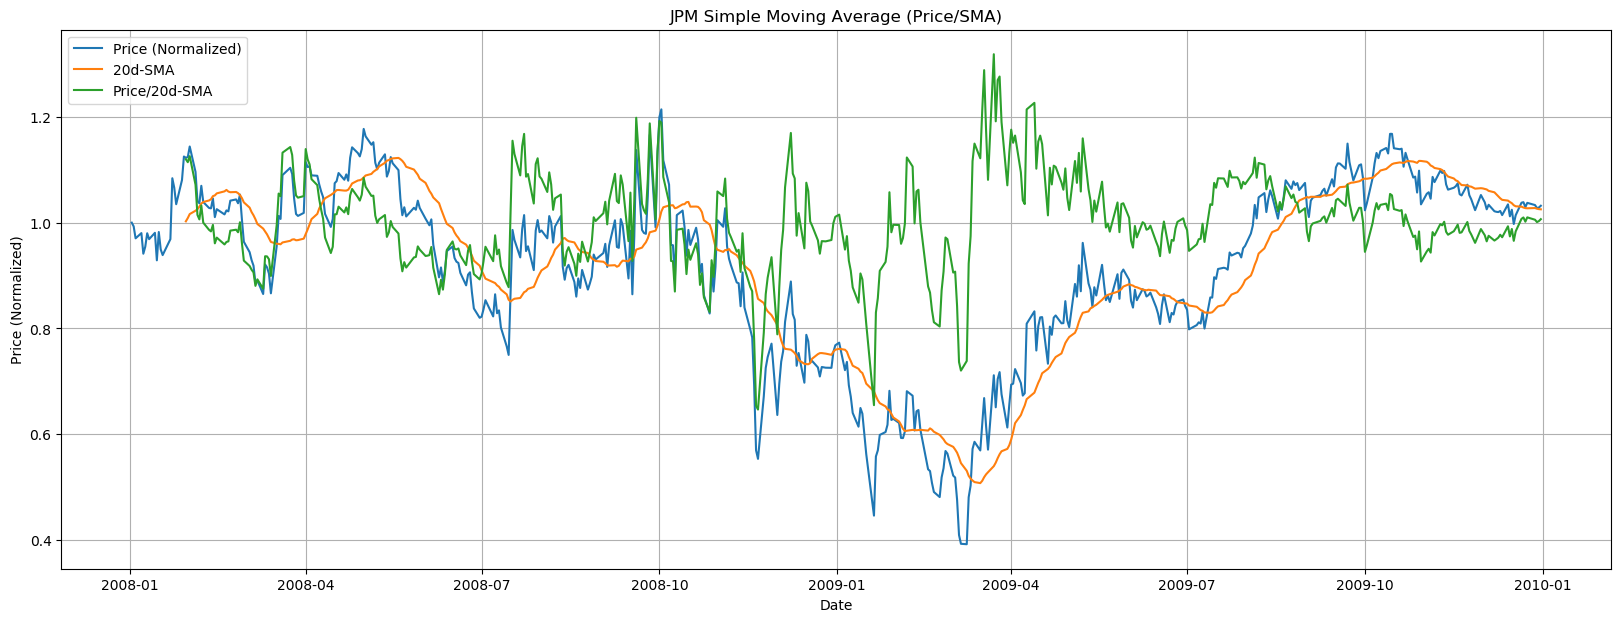 JPM Simple Moving Average (Price/SMA)
Price (Normalized)
20d-SMA
Price/20d-SMA
Price (Normalized)
1.2
1.0
0.8
0.6
0.4
2008-01 2008-04 2008-07 2008-10 2009-01 2009-04 2009-07 2009-10 2010-01
Date